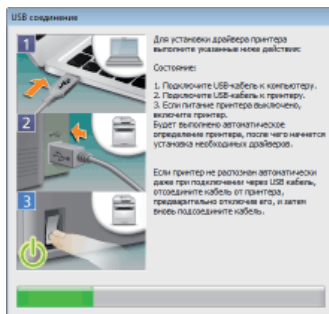 USB соединение
1
Для установки драйвера принтера
выполните указанные ниже действия:
Состояние:
1. Подключите USB-кабель к компьютеру.
2. Подключите USB-кабель к принтеру.
3. Если питание принтера выключено,
включите принтер.
Будет выполнено автоматическое
определение принтера, после чего начнется
установка необходимых драйверов.
2
Если принтер не распознан автоматически
даже при подключении через USB кабель,
отсоедините кабель от принтера,
предварительно отключив его, и затем
вновь подсоедините кабель.
3